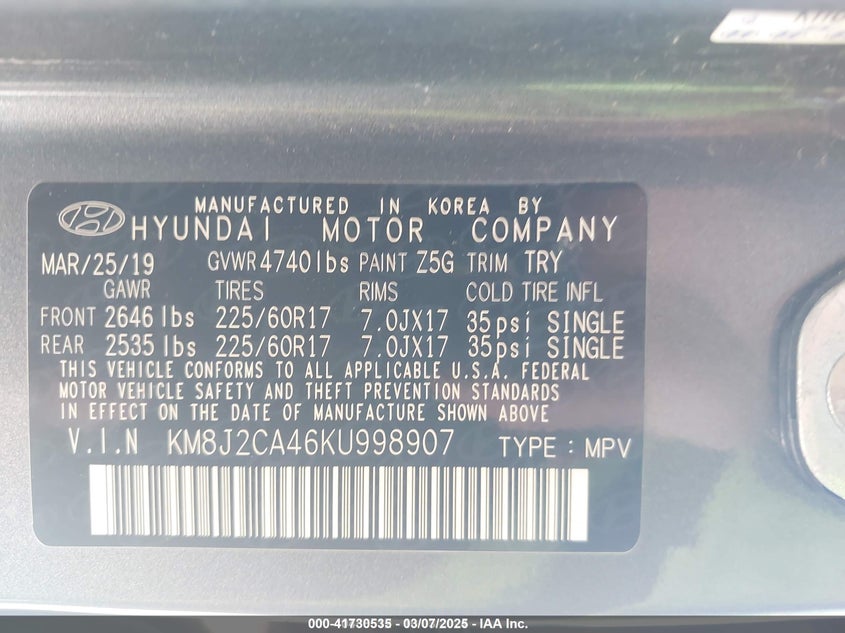 MANUFACTURED IN KOREA BY
HYUNDAI MOTOR COMPANY
MAR/25/19 GVWR 4740 lbs PAINT Z5G TRIM TRY
GAWR TIRES RIMS COLD TIRE INFL
FRONT 2646 lbs 225/60R17 7.0JX17 35psi SINGLE
REAR 2535 lbs 225/60R17 7.0JX17 35psi SINGLE
THIS VEHICLE CONFORMS TO ALL APPLICABLE U.S.A. FEDERAL
MOTOR VEHICLE SAFETY AND THEFT PREVENTION STANDARDS
IN EFFECT ON THE DATE OF MANUFACTURE SHOWN ABOVE
V.I.N KM8J2CA46KU998907 TYPE : MPV
000-41730535 - 03/07/2025 - IAA Inc.